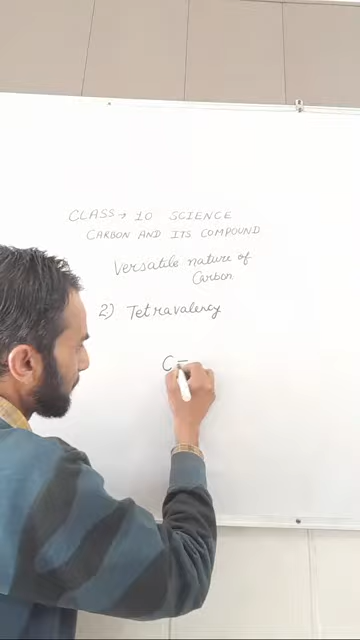 CLASS → 10 SCIENCE
CARBON AND ITS COMPOUND
Versatile nature of
Carbon
2) Tetravalency
C-